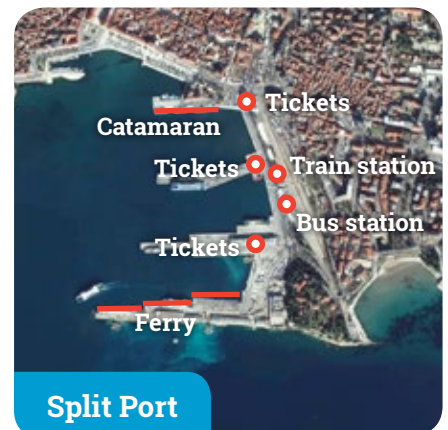 Tickets
Catamaran
Tickets
Train station
Bus station
Tickets
Ferry
Split Port